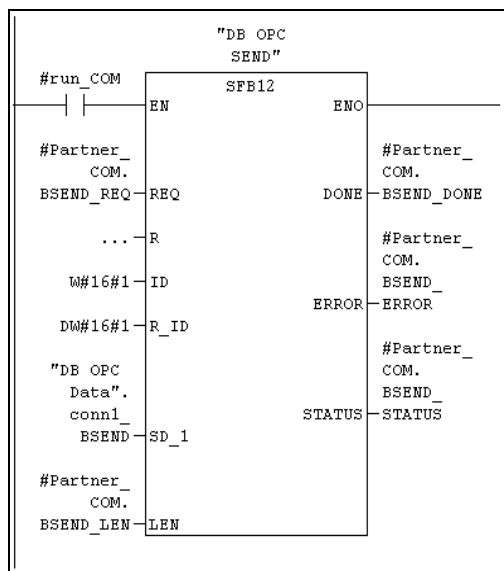 "DB OPC
SEND"
#run_COM
SFB12
EN
ENO
#Partner_
COM.
BSEND_REQ
REQ
#Partner_
COM.
DONE
BSEND_DONE
...
R
#Partner_
COM.
BSEND_
ERROR
ERROR
W#16#1
ID
DW#16#1
R_ID
"DB OPC
Data".
conn1_
BSEND
SD_1
#Partner_
COM.
BSEND_
STATUS
STATUS
#Partner_
COM.
BSEND_LEN
LEN